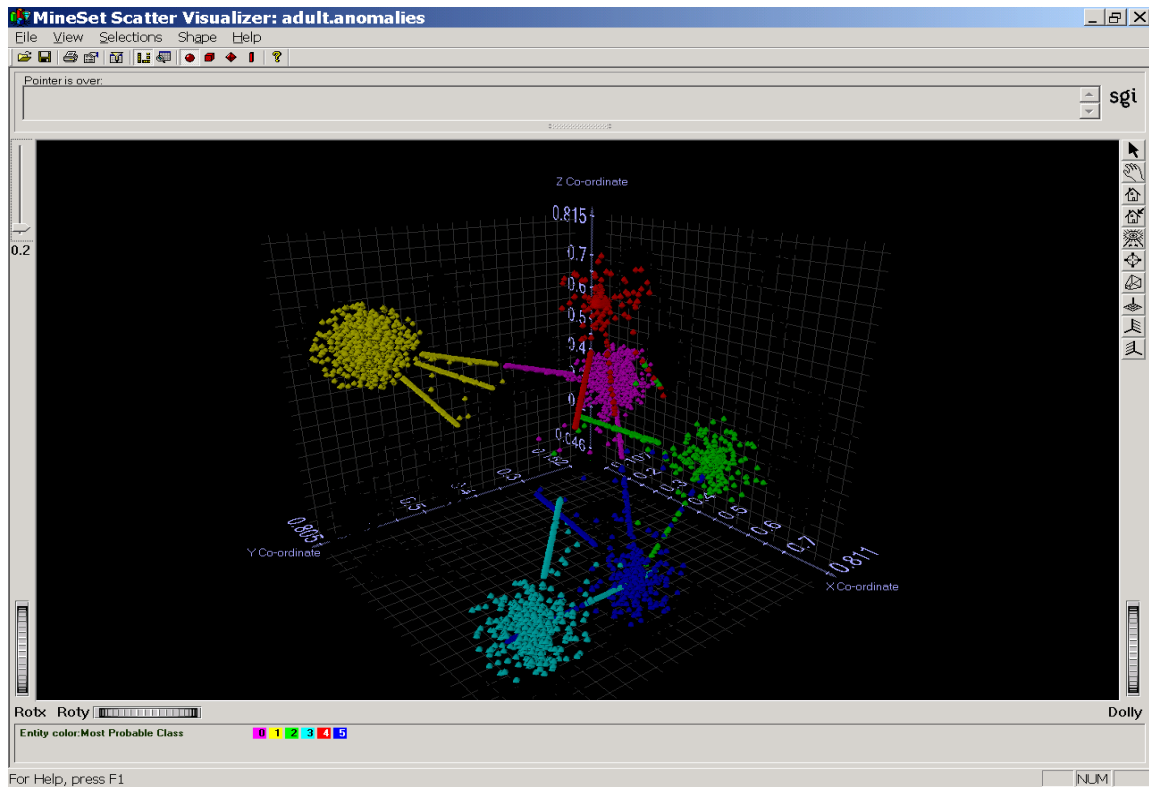 MineSet Scatter Visualizer: adult.anomalies
File View Selections Shape Help
Pointer is over:
sgi
Z Co-ordinate
0.815
0.7
0.6
0.5
0.4
0.046
0.2
0.3
0.5
0.805
Y Co-ordinate
0.2
0.3
0.4
0.5
0.6
0.7
0.811
X Co-ordinate
Rotx Roty
Dolly
Entity color:Most Probable Class 0 1 2 3 4 5
For Help, press F1
NUM